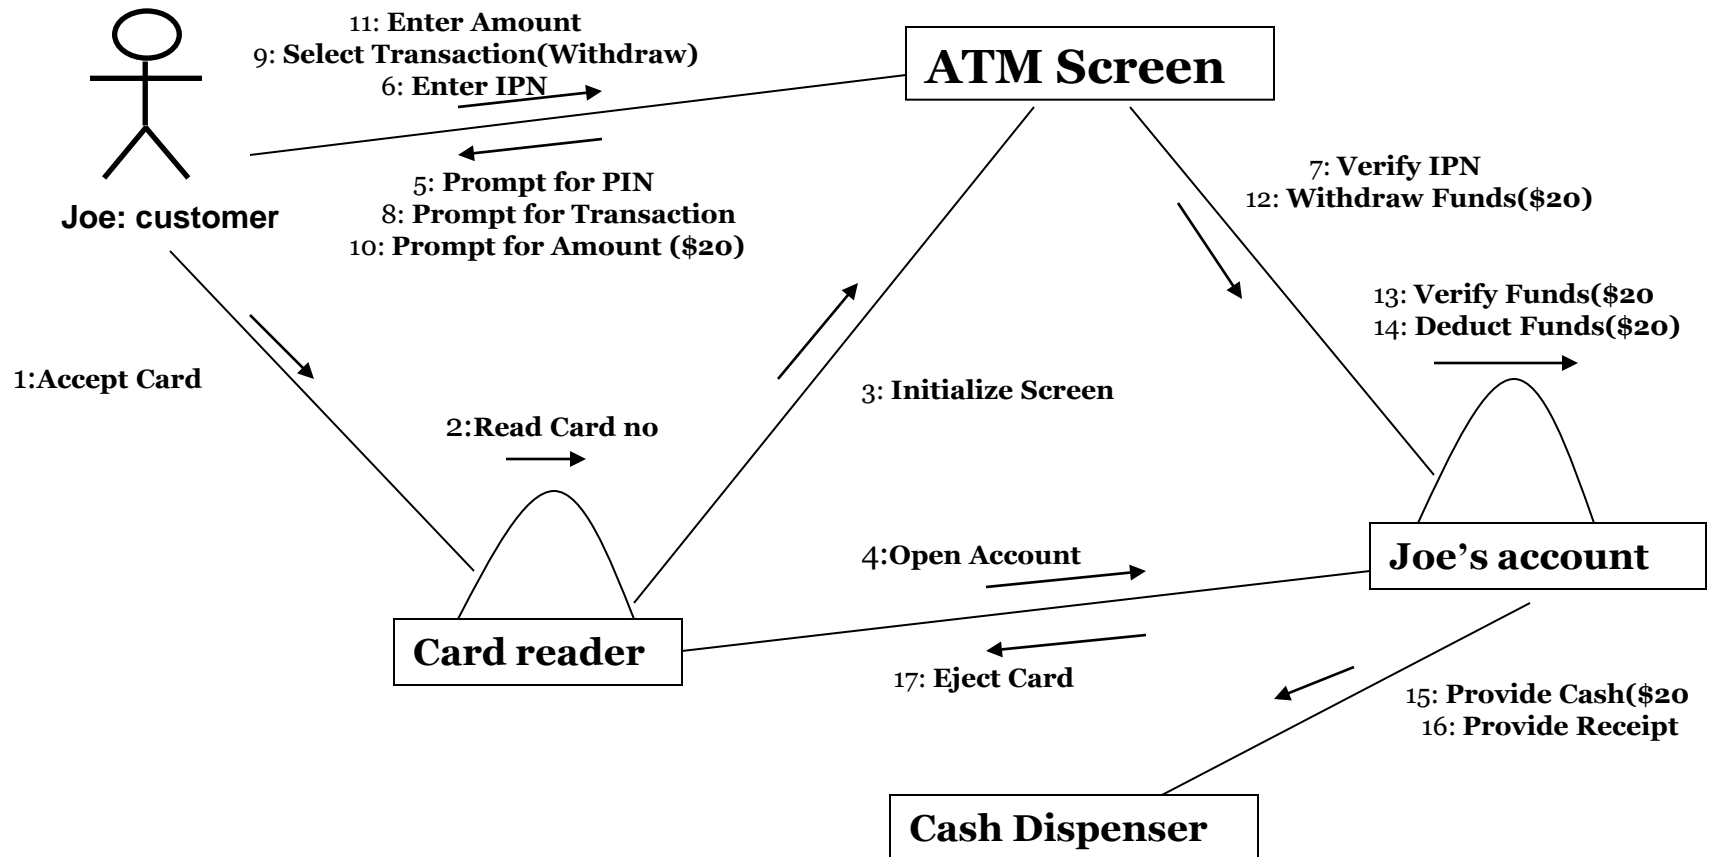 11: Enter Amount
9: Select Transaction(Withdraw)
6: Enter IPN
ATM Screen
5: Prompt for PIN
8: Prompt for Transaction
10: Prompt for Amount ($20)
Joe: customer
7: Verify IPN
12: Withdraw Funds($20)
13: Verify Funds($20
14: Deduct Funds($20)
1:Accept Card
3: Initialize Screen
2:Read Card no
4:Open Account
Joe’s account
Card reader
17: Eject Card
15: Provide Cash($20
16: Provide Receipt
Cash Dispenser